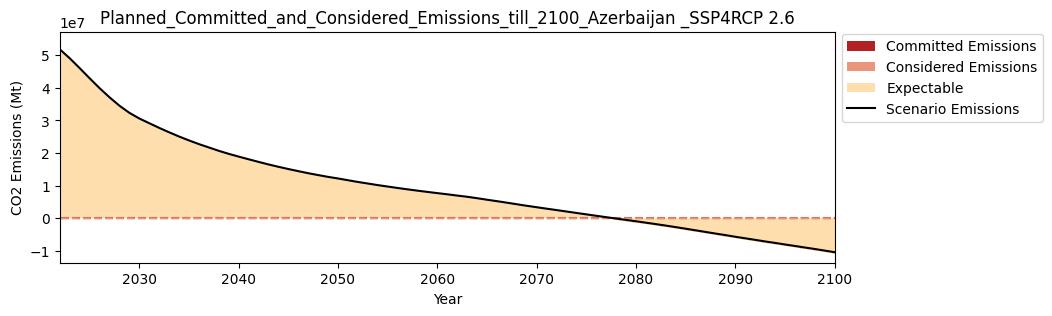 Planned_Committed_and_Considered_Emissions_till_2100_Azerbaijan _SSP4RCP 2.6
1e7
5
4
3
2
1
0
−1
CO2 Emissions (Mt)
2030 2040 2050 2060 2070 2080 2090 2100
Year
Committed Emissions
Considered Emissions
Expectable
Scenario Emissions